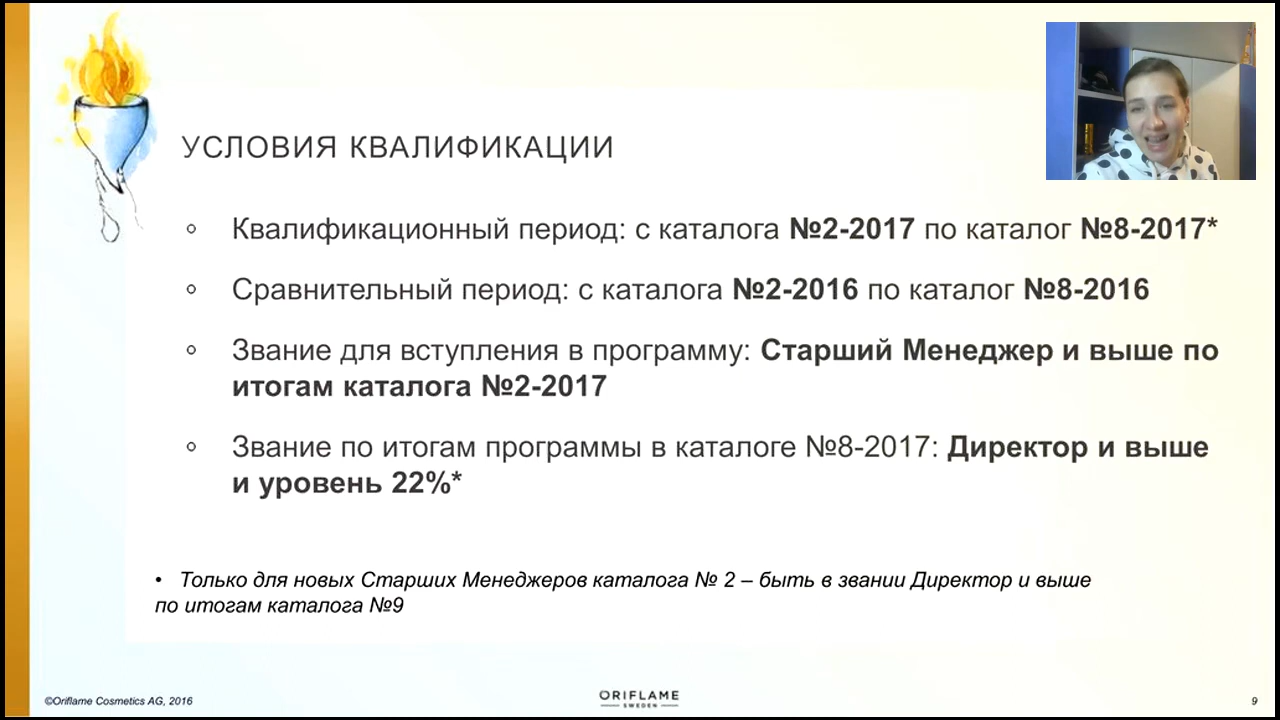 УСЛОВИЯ КВАЛИФИКАЦИИ
Квалификационный период: с каталога №2-2017 по каталог №8-2017*
Сравнительный период: с каталога №2-2016 по каталог №8-2016
Звание для вступления в программу: Старший Менеджер и выше по
итогам каталога №2-2017
Звание по итогам программы в каталоге №8-2017: Директор и выше
и уровень 22%*
• Только для новых Старших Менеджеров каталога № 2 – быть в звании Директор и выше
по итогам каталога №9
©Oriflame Cosmetics AG, 2016
ORIFLAME
SWEDEN
9